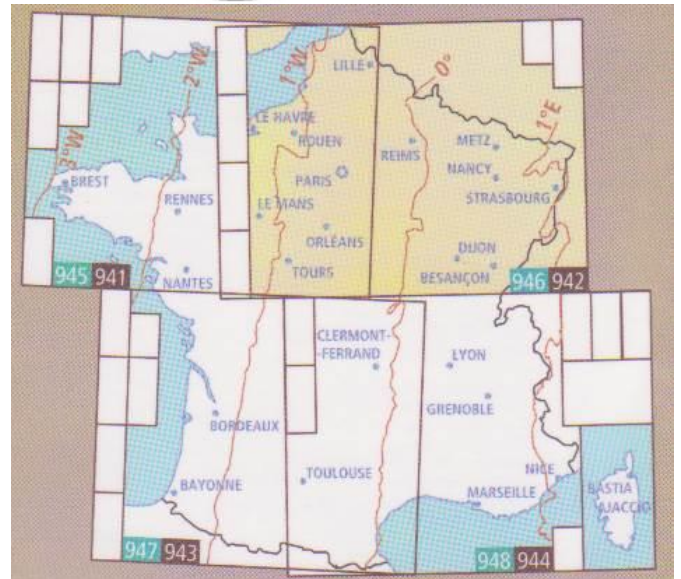 LILLE
2°W
1°W
0°
1°E
3°W
LE HAVRE
ROUEN
REIMS
METZ
NANCY
PARIS
STRASBOURG
BREST
RENNES
LE MANS
ORLÉANS
DIJON
TOURS
BESANÇON
NANTES
945 941
946 942
CLERMONT-
-FERRAND
LYON
GRENOBLE
BORDEAUX
TOULOUSE
NICE
BAYONNE
MARSEILLE
BASTIA
AJACCIO
947 943
948 944